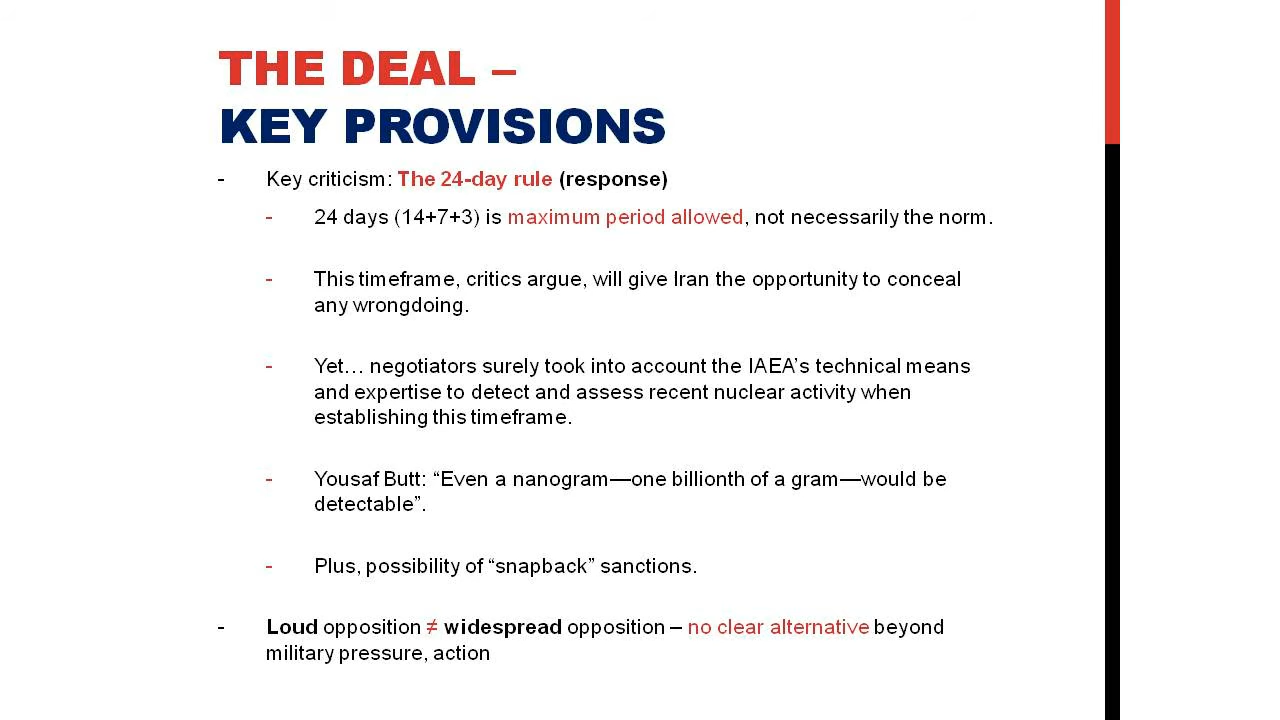 THE DEAL –
KEY PROVISIONS
- Key criticism: The 24-day rule (response)
- 24 days (14+7+3) is maximum period allowed, not necessarily the norm.
- This timeframe, critics argue, will give Iran the opportunity to conceal
any wrongdoing.
- Yet… negotiators surely took into account the IAEA’s technical means
and expertise to detect and assess recent nuclear activity when
establishing this timeframe.
- Yousaf Butt: “Even a nanogram—one billionth of a gram—would be
detectable”.
- Plus, possibility of “snapback” sanctions.
- Loud opposition ≠ widespread opposition – no clear alternative beyond
military pressure, action